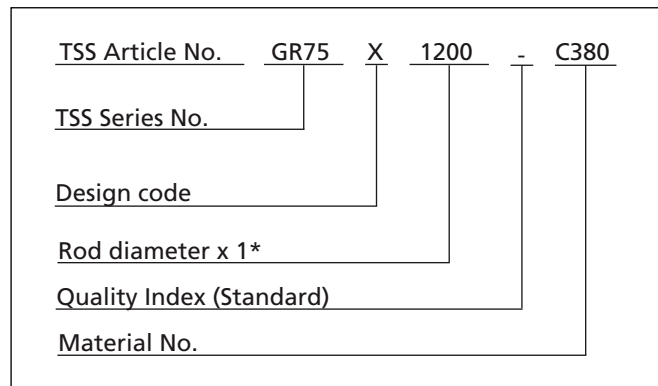 TSS Article No. GR75 X 1200 - C380
TSS Series No.
Design code
Rod diameter x 1*
Quality Index (Standard)
Material No.